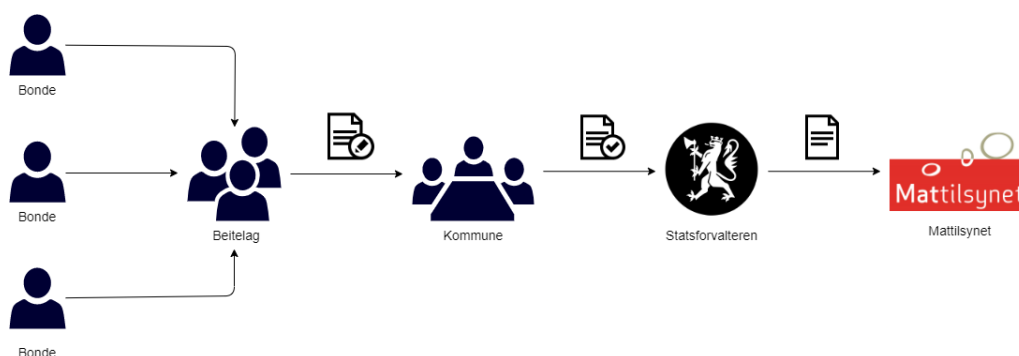 Bonde
Bonde
Bonde
Beitelag
Kommune
Statsforvalteren
Mattilsynet
Mattilsynet